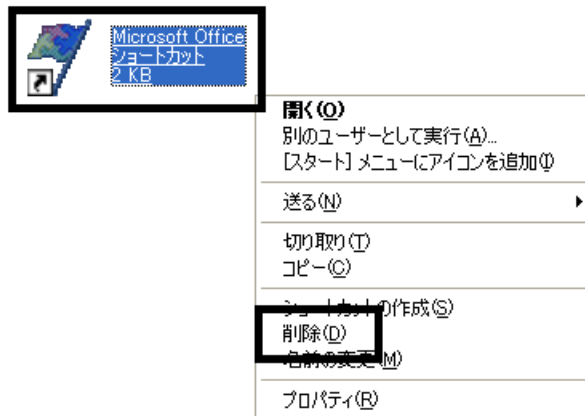 Microsoft Office
ショートカット
2 KB
開く(O)
別のユーザーとして実行(A)...
[スタート] メニューにアイコンを追加(I)
送る(N)
切り取り(T)
コピー(C)
ショートカットの作成(S)
削除(D)
名前の変更(M)
プロパティ(R)